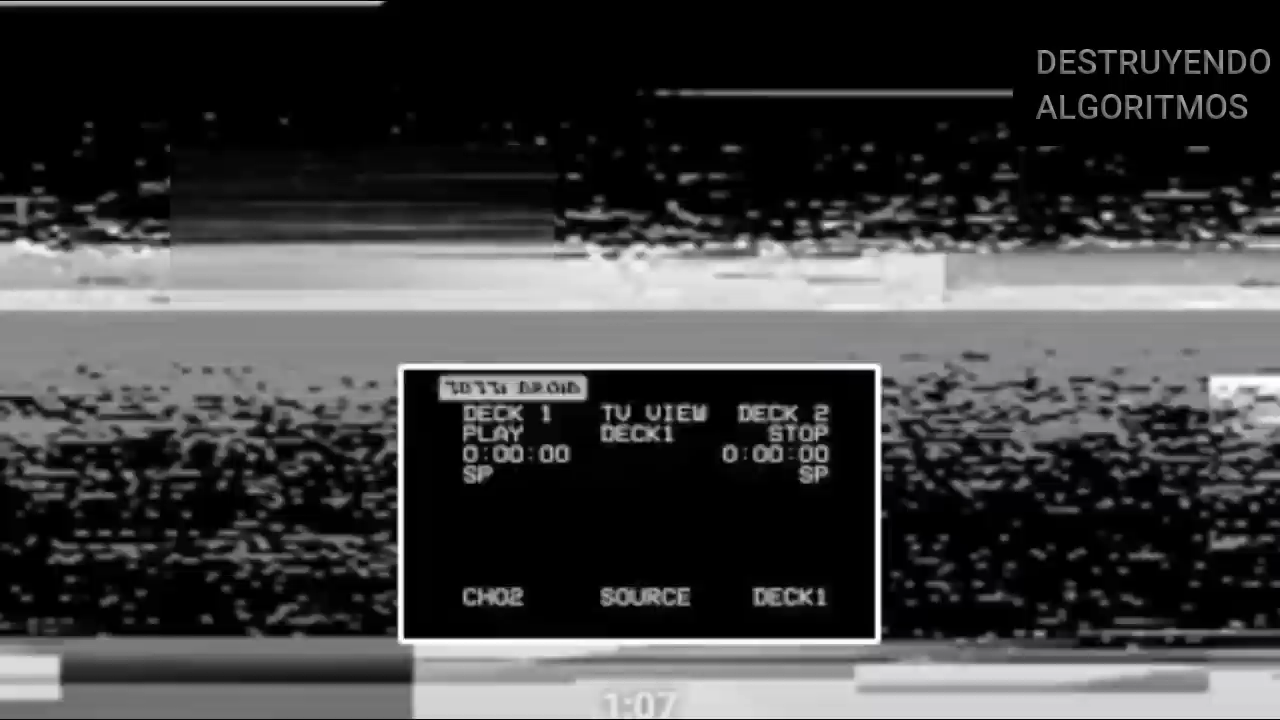 DESTRUYENDO
ALGORITMOS
DECK 1 TV VIEW DECK 2
PLAY DECK1 STOP
0:00:00 0:00:00
SP SP
CH02 SOURCE DECK1
1:07